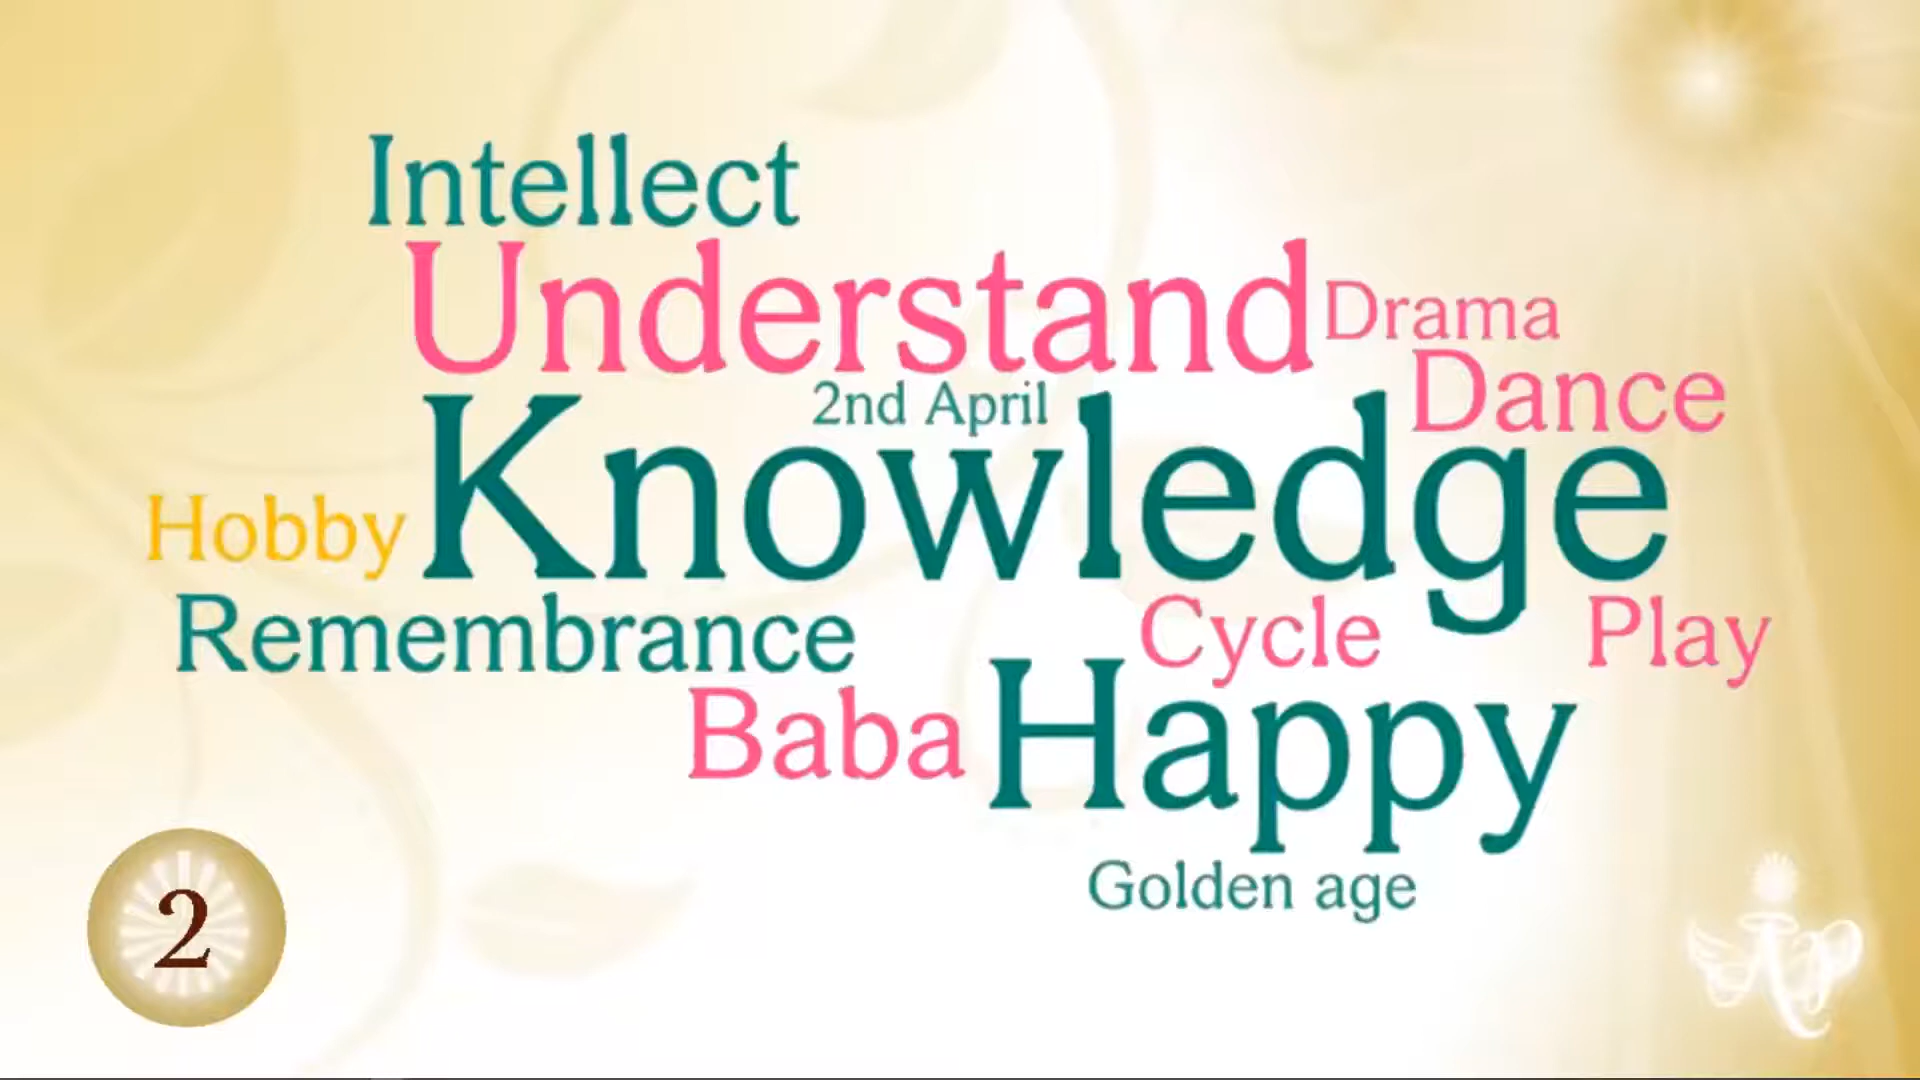 Intellect
Understand
Drama
Dance
2nd April
Knowledge
Hobby
Remembrance
Cycle
Play
Baba
Happy
Golden age
2